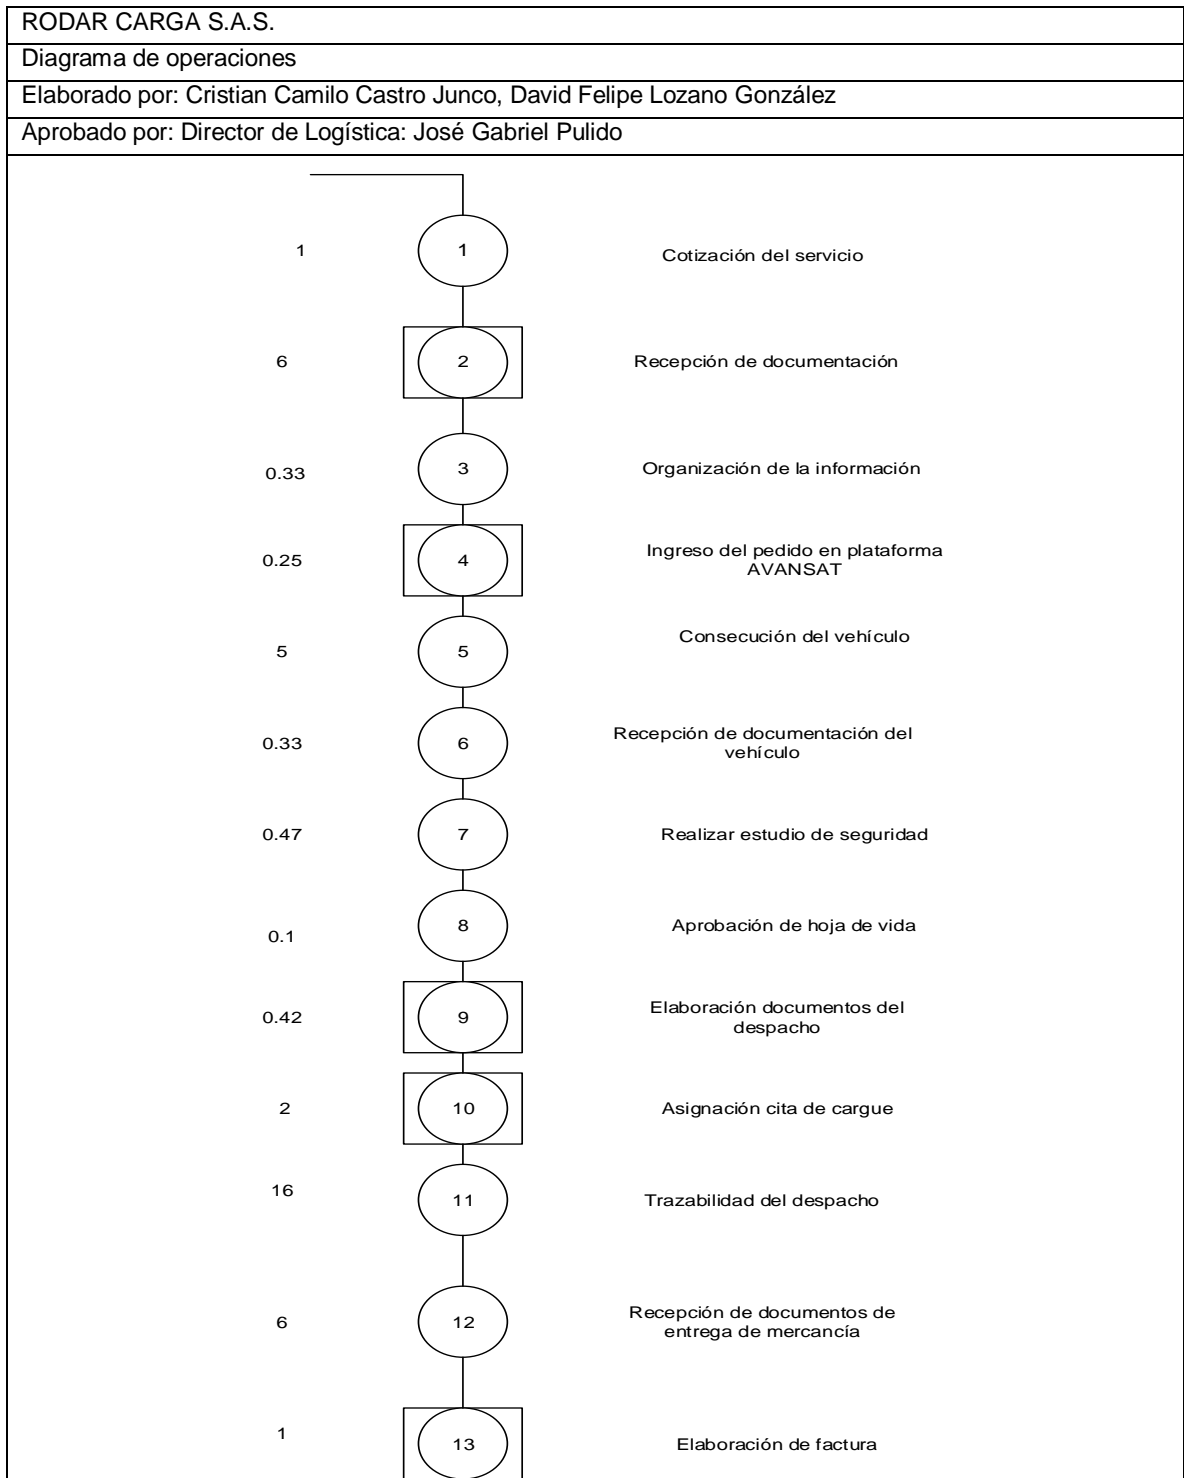 RODAR CARGA S.A.S.
Diagrama de operaciones
Elaborado por: Cristian Camilo Castro Junco, David Felipe Lozano González
Aprobado por: Director de Logística: José Gabriel Pulido
1 1 Cotización del servicio
6 2 Recepción de documentación
0.33 3 Organización de la información
0.25 4 Ingreso del pedido en plataforma
AVANSAT
5 5 Consecución del vehículo
0.33 6 Recepción de documentación del
vehículo
0.47 7 Realizar estudio de seguridad
0.1 8 Aprobación de hoja de vida
0.42 9 Elaboración documentos del
despacho
2 10 Asignación cita de cargue
16 11 Trazabilidad del despacho
6 12 Recepción de documentos de
entrega de mercancía
1 13 Elaboración de factura